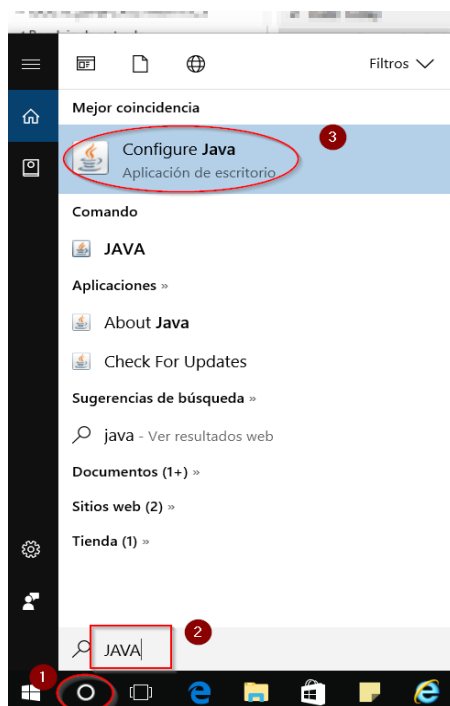 Filtros
Mejor coincidencia
3
Configure Java
Aplicación de escritorio
Comando
JAVA
Aplicaciones »
About Java
Check For Updates
Sugerencias de búsqueda »
java - Ver resultados web
Documentos (1+) »
Sitios web (2) »
Tienda (1) »
2
JAVA
1